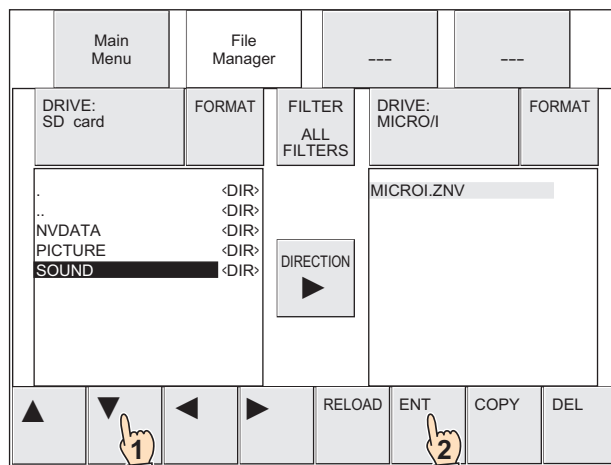 Main
Menu
File
Manager
---
---
DRIVE:
SD card
FORMAT
FILTER
ALL
FILTERS
DRIVE:
MICRO/I
FORMAT
. <DIR>
.. <DIR>
NVDATA <DIR>
PICTURE <DIR>
SOUND <DIR>
DIRECTION
MICROI.ZNV
RELOAD
ENT
COPY
DEL
1
2